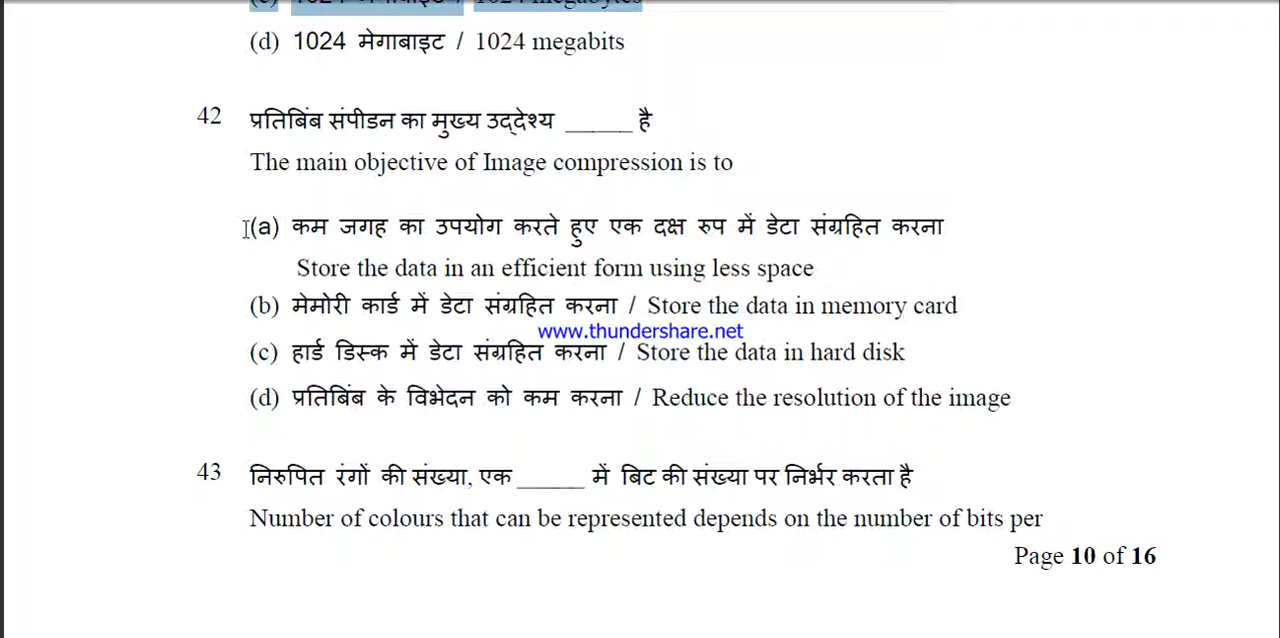 (d) 1024 मेगाबाइट / 1024 megabits
42 प्रतिबिंब संपीडन का मुख्य उद्देश्य _____ है
The main objective of Image compression is to
(a) कम जगह का उपयोग करते हुए एक दक्ष रुप में डेटा संग्रहित करना
Store the data in an efficient form using less space
(b) मेमोरी कार्ड में डेटा संग्रहित करना / Store the data in memory card
www.thundershare.net
(c) हार्ड डिस्क में डेटा संग्रहित करना / Store the data in hard disk
(d) प्रतिबिंब के विभेदन को कम करना / Reduce the resolution of the image
43 निरुपित रंगों की संख्या, एक _____ में बिट की संख्या पर निर्भर करता है
Number of colours that can be represented depends on the number of bits per
Page 10 of 16